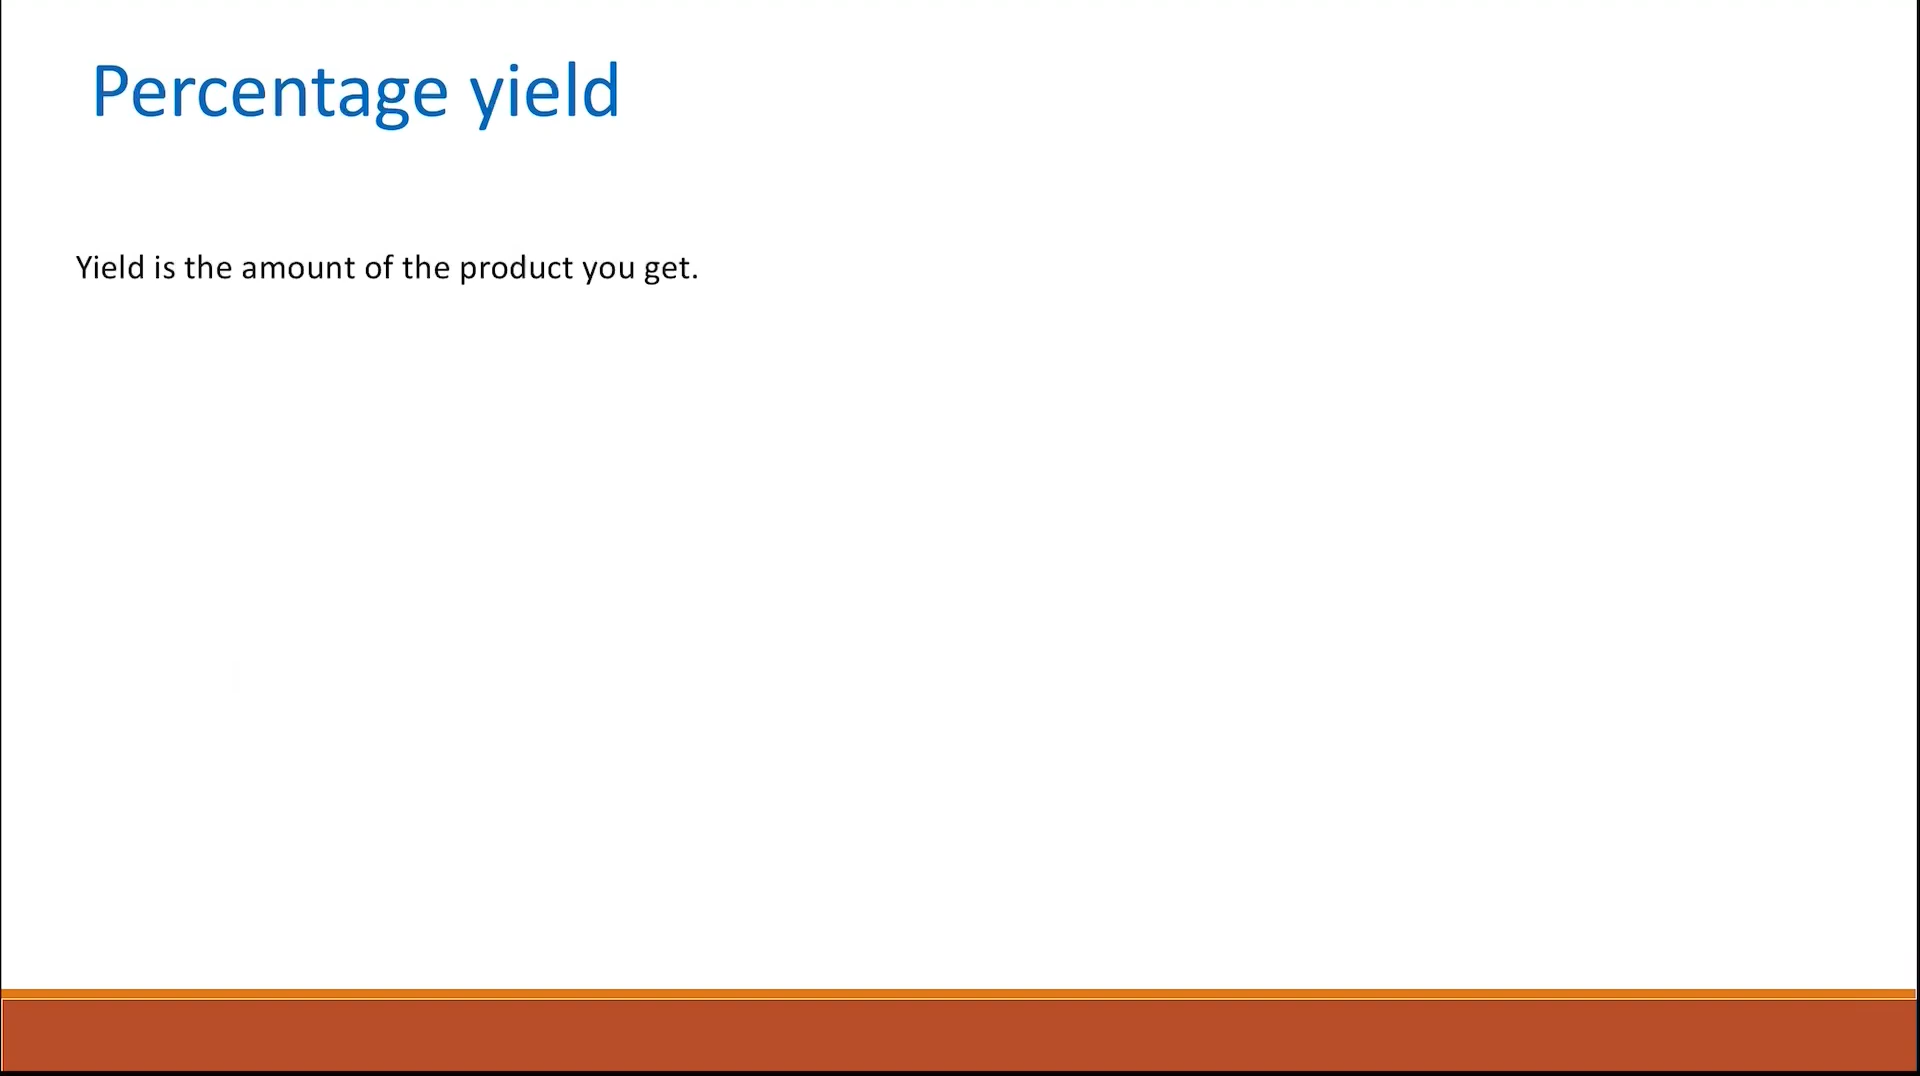 Percentage yield
Yield is the amount of the product you get.